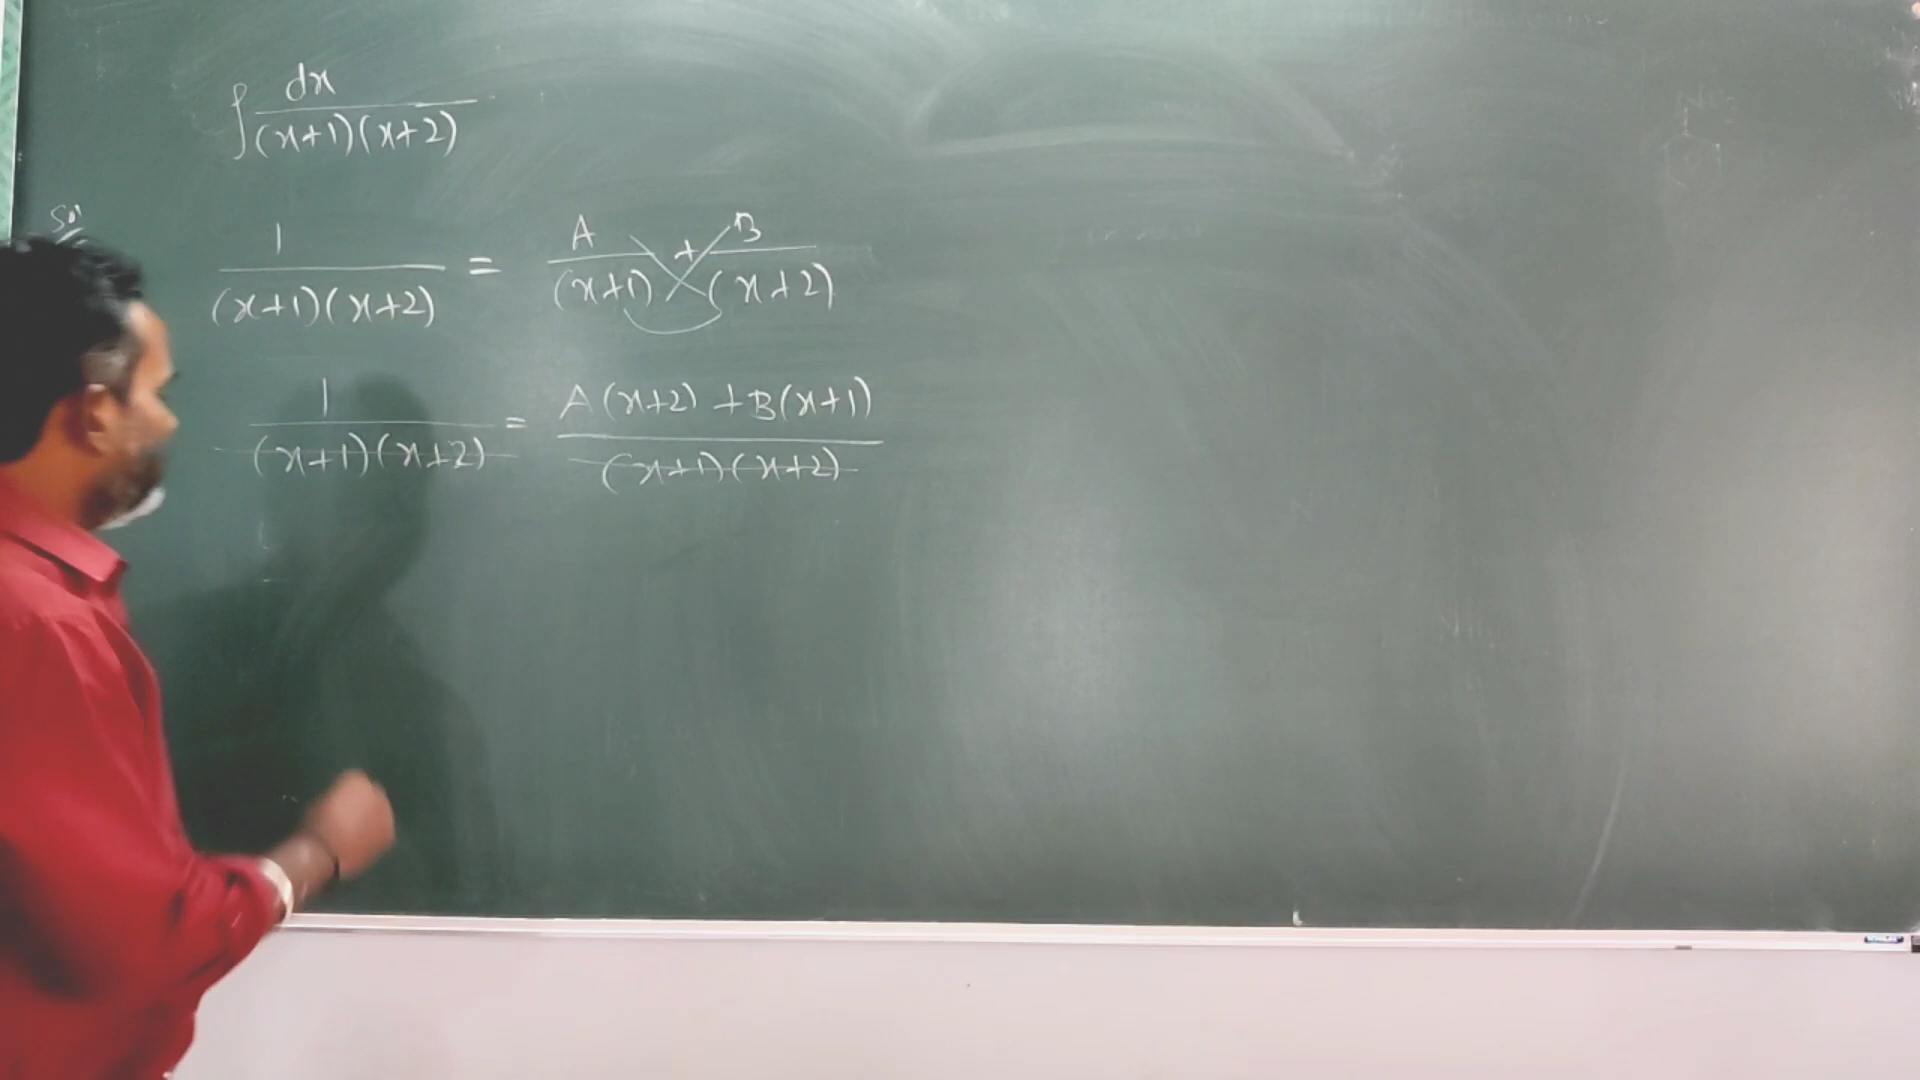 ∫ dx / (x+1)(x+2)
Sol
1 / (x+1)(x+2) = A / (x+1) + B / (x+2)
1 / (x+1)(x+2) = A(x+2) + B(x+1) / (x+1)(x+2)